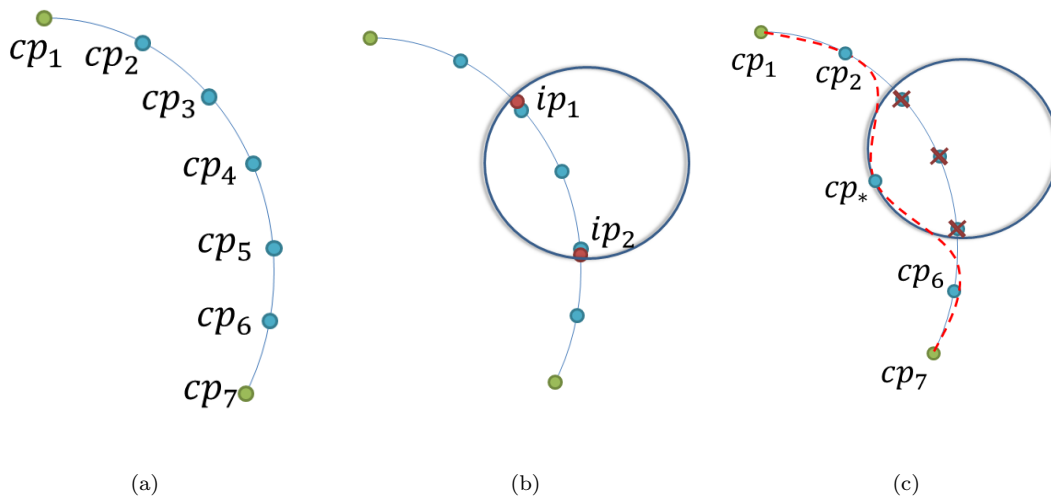 cp₁
cp₂
cp₃
cp₄
cp₅
cp₆
cp₇
(a)
ip₁
ip₂
(b)
cp₁
cp₂
cp*
cp₆
cp₇
(c)